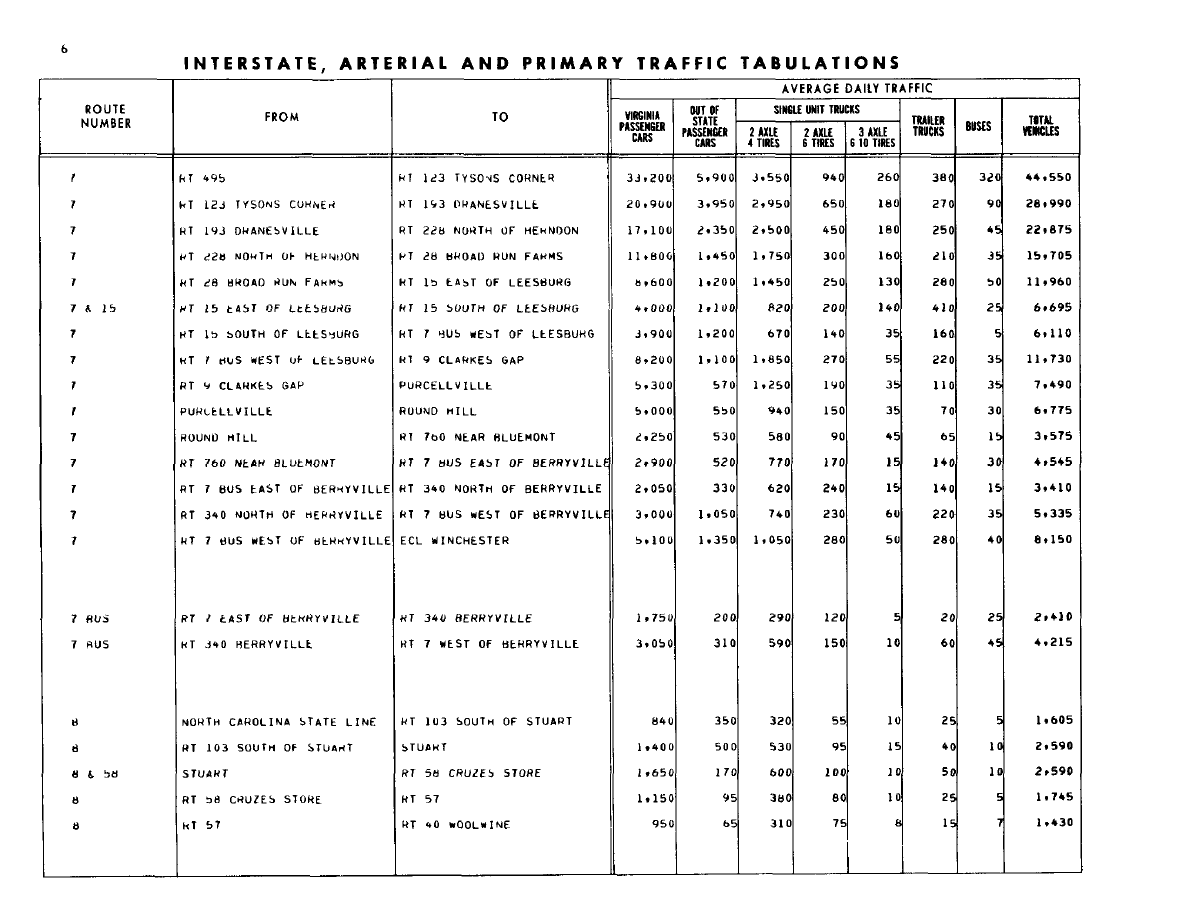 6
INTERSTATE, ARTERIAL AND PRIMARY TRAFFIC TABULATIONS
AVERAGE DAILY TRAFFIC
ROUTE NUMBER FROM TO VIRGINIA PASSENGER CARS OUT OF STATE PASSENGER CARS SINGLE UNIT TRUCKS 2 AXLE 4 TIRES 2 AXLE 6 TIRES 3 AXLE 6 10 TIRES TRAILER TRUCKS BUSES TOTAL VEHICLES
7 RT 495 RT 123 TYSONS CORNER 33,200 5,900 3,550 940 260 380 320 44,550
7 RT 123 TYSONS CORNER RT 193 DRANESVILLE 20,900 3,950 2,950 650 180 270 90 28,990
7 RT 193 DRANESVILLE RT 228 NORTH OF HERNDON 17,100 2,350 2,500 450 180 250 45 22,875
7 RT 228 NORTH OF HERNDON RT 28 BROAD RUN FARMS 11,800 1,450 1,750 300 160 210 35 15,705
7 RT 28 BROAD RUN FARMS RT 15 EAST OF LEESBURG 8,600 1,200 1,450 250 130 280 50 11,960
7 & 15 RT 15 EAST OF LEESBURG RT 15 SOUTH OF LEESBURG 4,000 1,100 820 200 140 410 25 6,695
7 RT 15 SOUTH OF LEESBURG RT 7 BUS WEST OF LEESBURG 3,900 1,200 670 140 35 160 5 6,110
7 RT 7 BUS WEST OF LEESBURG RT 9 CLARKES GAP 8,200 1,100 1,850 270 55 220 35 11,730
7 RT 9 CLARKES GAP PURCELLVILLE 5,300 570 1,250 190 35 110 35 7,490
7 PURCELLVILLE ROUND HILL 5,000 550 940 150 35 70 30 6,775
7 ROUND HILL RT 760 NEAR BLUEMONT 2,250 530 580 90 45 65 15 3,575
7 RT 760 NEAR BLUEMONT RT 7 BUS EAST OF BERRYVILLE 2,900 520 770 170 15 140 30 4,545
7 RT 7 BUS EAST OF BERRYVILLE RT 340 NORTH OF BERRYVILLE 2,050 330 620 240 15 140 15 3,410
7 RT 340 NORTH OF BERRYVILLE RT 7 BUS WEST OF BERRYVILLE 3,000 1,050 740 230 60 220 35 5,335
7 RT 7 BUS WEST OF BERRYVILLE ECL WINCHESTER 5,100 1,350 1,050 280 50 280 40 8,150
7 BUS RT 7 EAST OF BERRYVILLE RT 340 BERRYVILLE 1,750 200 290 120 5 20 25 2,410
7 BUS RT 340 BERRYVILLE RT 7 WEST OF BERRYVILLE 3,050 310 590 150 10 60 45 4,215
8 NORTH CAROLINA STATE LINE RT 103 SOUTH OF STUART 840 350 320 55 10 25 5 1,605
8 RT 103 SOUTH OF STUART STUART 1,400 500 530 95 15 40 10 2,590
8 & 58 STUART RT 58 CRUZES STORE 1,650 170 600 100 10 50 10 2,590
8 RT 58 CRUZES STORE RT 57 1,150 95 380 80 10 25 5 1,745
8 RT 57 RT 40 WOOLWINE 950 65 310 75 8 15 7 1,430